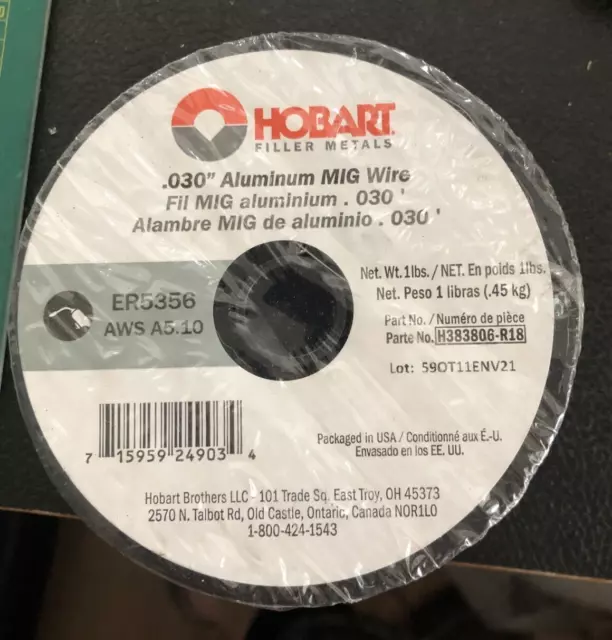 HOBART
FILLER METALS
.030" Aluminum MIG Wire
Fil MIG aluminium . 030 '
Alambre MIG de aluminio . 030 '
ER5356
AWS A5.10
Net. Wt. 1lbs. / NET. En poids 1lbs.
Net. Peso 1 libras (.45 kg)
Part No. / Numéro de pièce
Parte No. H383806-R18
Lot: 59OT11ENV21
7 15959 24903 4
Packaged in USA / Conditionné aux É.-U.
Envasado en los EE. UU.
Hobart Brothers LLC - 101 Trade Sq. East Troy, OH 45373
2570 N. Talbot Rd, Old Castle, Ontaric, Canada NOR1LO
1-800-424-1543